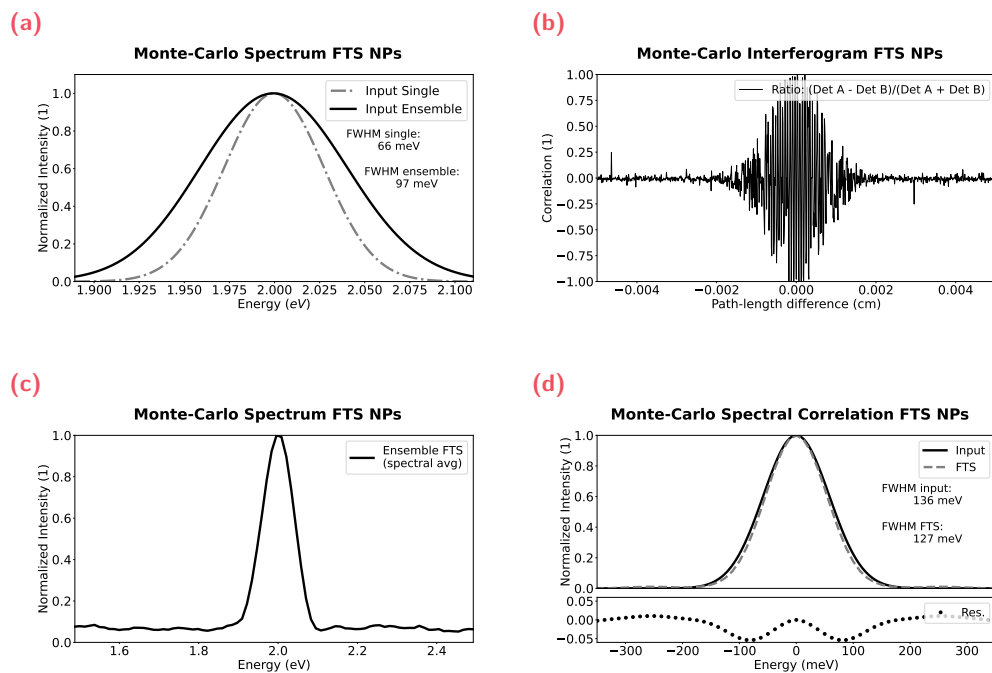 (a)
Monte-Carlo Spectrum FTS NPs
Normalized Intensity (1)
1.0
0.8
0.6
0.4
0.2
0.0
Input Single
Input Ensemble
FWHM single:
66 meV
FWHM ensemble:
97 meV
1.900 1.925 1.950 1.975 2.000 2.025 2.050 2.075 2.100
Energy (eV)
(b)
Monte-Carlo Interferogram FTS NPs
Correlation (1)
1.00
0.75
0.50
0.25
0.00
−0.25
−0.50
−0.75
−1.00
Ratio: (Det A - Det B)/(Det A + Det B)
−0.004 −0.002 0.000 0.002 0.004
Path-length difference (cm)
(c)
Monte-Carlo Spectrum FTS NPs
Normalized Intensity (1)
1.0
0.8
0.6
0.4
0.2
0.0
Ensemble FTS
(spectral avg)
1.6 1.8 2.0 2.2 2.4
Energy (eV)
(d)
Monte-Carlo Spectral Correlation FTS NPs
Normalized Intensity (1)
1.0
0.8
0.6
0.4
0.2
0.0
Input
FTS
FWHM input:
136 meV
FWHM FTS:
127 meV
0.05
0.00
−0.05
Res.
−300 −200 −100 0 100 200 300
Energy (meV)